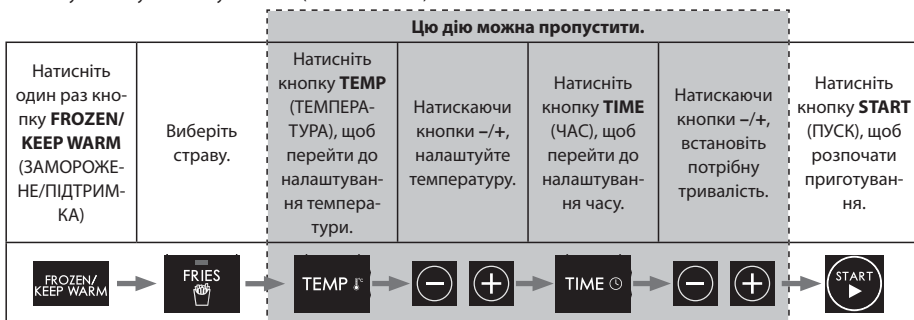 Цю дію можна пропустити.
Натисніть
один раз кно-
пку FROZEN/
KEEP WARM
(ЗАМОРОЖЕ-
НЕ/ПІДТРИМ-
КА)
Виберіть
страву.
Натисніть
кнопку TEMP
(ТЕМПЕРА-
ТУРА), щоб
перейти до
налаштуван-
ня темпера-
тури.
Натискаючи
кнопки –/+,
налаштуйте
температуру.
Натисніть
кнопку TIME
(ЧАС), щоб
перейти до
налаштуван-
ня часу.
Натискаючи
кнопки –/+,
встановіть
потрібну
тривалість.
Натисніть
кнопку START
(ПУСК), щоб
розпочати
приготуван-
ня.
FROZEN/
KEEP WARM
FRIES
TEMP
TIME
START